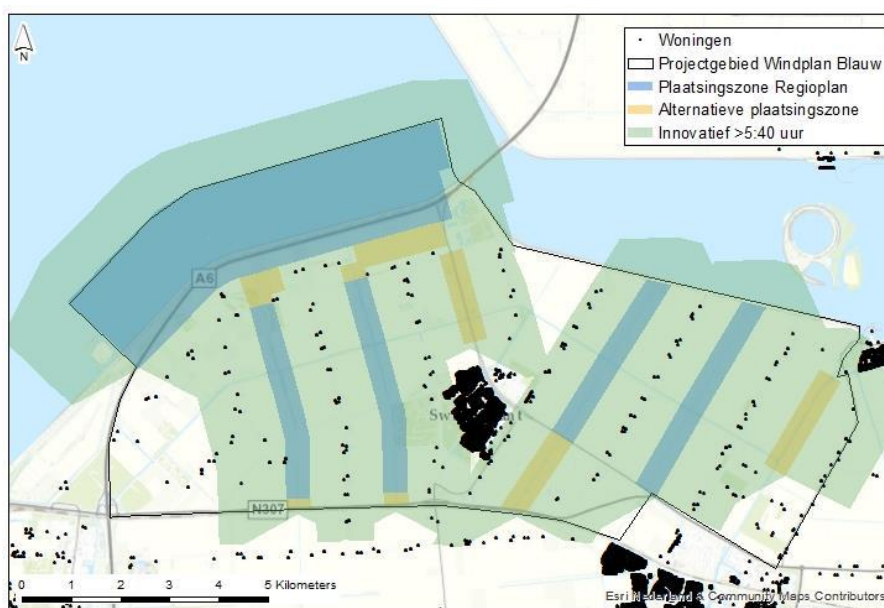 N
Woningen
Projectgebied Windplan Blauw
Plaatsingszone Regioplan
Alternatieve plaatsingszone
Innovatief >5:40 uur
A6
N307
0 1 2 3 4 5 Kilometers
Esri Nederland & Community Maps Contributors